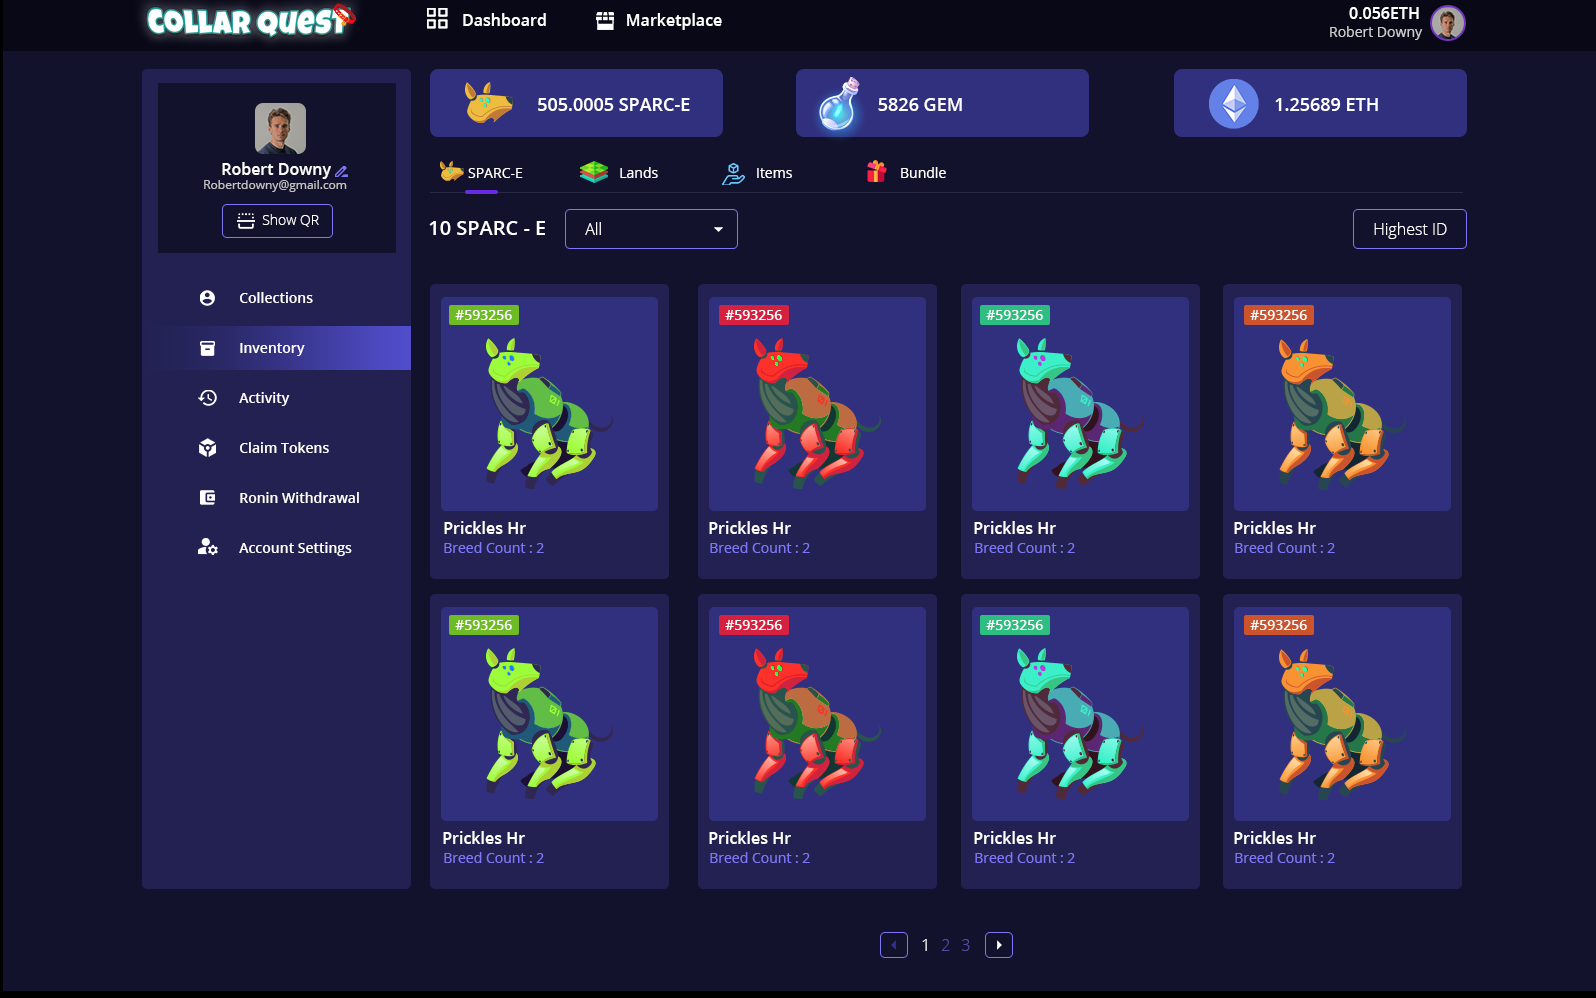 COLLAR QUEST
Dashboard
Marketplace
0.056ETH
Robert Downy
Robert Downy
Robertdowny@gmail.com
Show QR
Collections
Inventory
Activity
Claim Tokens
Ronin Withdrawal
Account Settings
505.0005 SPARC-E
5826 GEM
1.25689 ETH
SPARC-E
Lands
Items
Bundle
10 SPARC - E
All
Highest ID
#593256
Prickles Hr
Breed Count : 2
#593256
Prickles Hr
Breed Count : 2
#593256
Prickles Hr
Breed Count : 2
#593256
Prickles Hr
Breed Count : 2
#593256
Prickles Hr
Breed Count : 2
#593256
Prickles Hr
Breed Count : 2
#593256
Prickles Hr
Breed Count : 2
#593256
Prickles Hr
Breed Count : 2
1 2 3